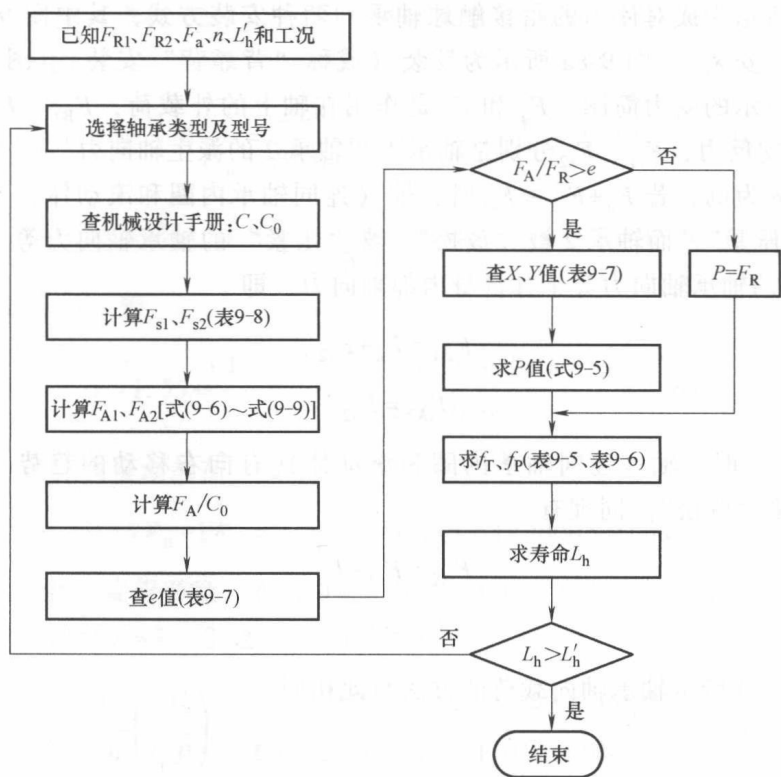 已知F_R1、F_R2、F_a、n、L'_h和工况
选择轴承类型及型号
查机械设计手册：C、C_0
计算F_s1、F_s2(表9-8)
计算F_A1、F_A2[式(9-6)～式(9-9)]
计算F_A/C_0
查e值(表9-7)
F_A/F_R>e
否
是
查X、Y值(表9-7)
P=F_R
求P值(式9-5)
求f_T、f_P(表9-5、表9-6)
求寿命L_h
否
L_h>L'_h
是
结束